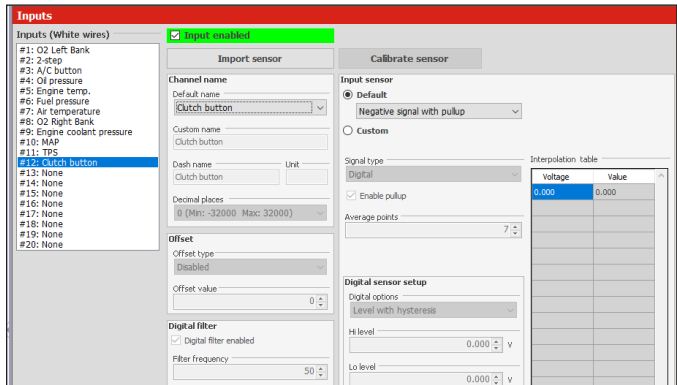 Inputs
Inputs (White wires)
#1: O2 Left Bank
#2: 2-step
#3: A/C button
#4: Oil pressure
#5: Engine temp.
#6: Fuel pressure
#7: Air temperature
#8: O2 Right Bank
#9: Engine coolant pressure
#10: MAP
#11: TPS
#12: Clutch button
#13: None
#14: None
#15: None
#16: None
#17: None
#18: None
#19: None
#20: None
Input enabled
Import sensor
Calibrate sensor
Channel name
Default name
Clutch button
Custom name
Clutch button
Dash name
Unit
Clutch button
Decimal places
0 (Min: -32000 Max: 32000)
Offset
Offset type
Disabled
Offset value
0
Digital filter
Digital filter enabled
Filter frequency
50
Input sensor
Default
Negative signal with pullup
Custom
Signal type
Digital
Enable pullup
Average points
7
Digital sensor setup
Digital options
Level with hysteresis
Hi level
0.000 v
Lo level
0.000 v
Interpolation table
Voltage Value
0.000 0.000